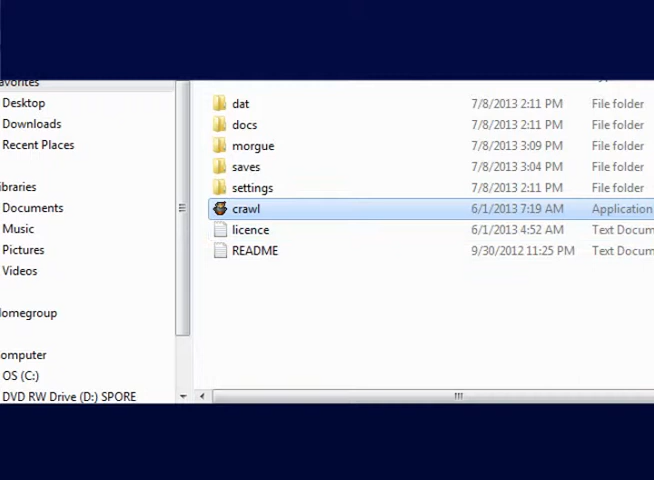 avorites
Desktop
Downloads
Recent Places
ibraries
Documents
Music
Pictures
Videos
omegroup
omputer
OS (C:)
DVD RW Drive (D:) SPORE
dat 7/8/2013 2:11 PM File folder
docs 7/8/2013 2:11 PM File folder
morgue 7/8/2013 3:09 PM File folder
saves 7/8/2013 3:04 PM File folder
settings 7/8/2013 2:11 PM File folder
crawl 6/1/2013 7:19 AM Application
licence 6/1/2013 4:52 AM Text Docum
README 9/30/2012 11:25 PM Text Docum